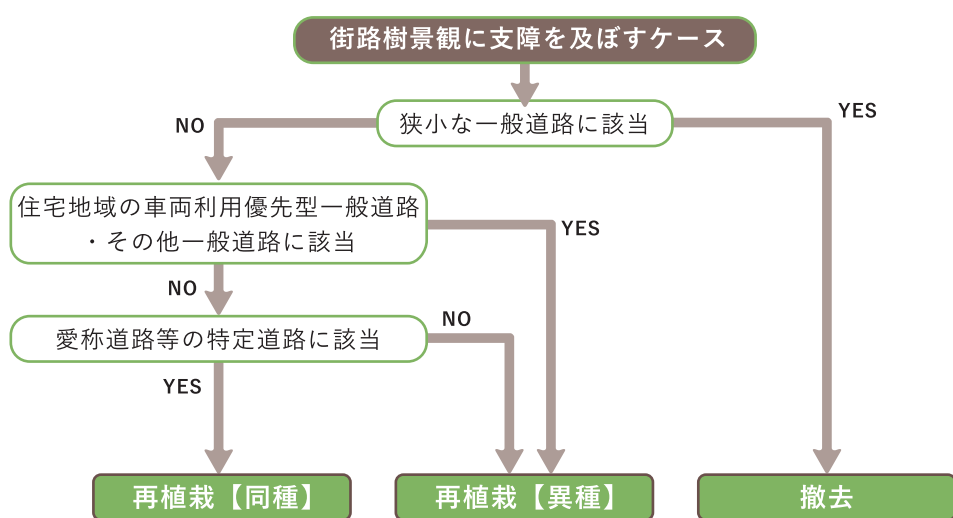 街路樹景観に支障を及ぼすケース
狭小な一般道路に該当
NO
YES
住宅地域の車両利用優先型一般道路
・その他一般道路に該当
YES
NO
愛称道路等の特定道路に該当
NO
YES
再植栽【同種】
再植栽【異種】
撤去